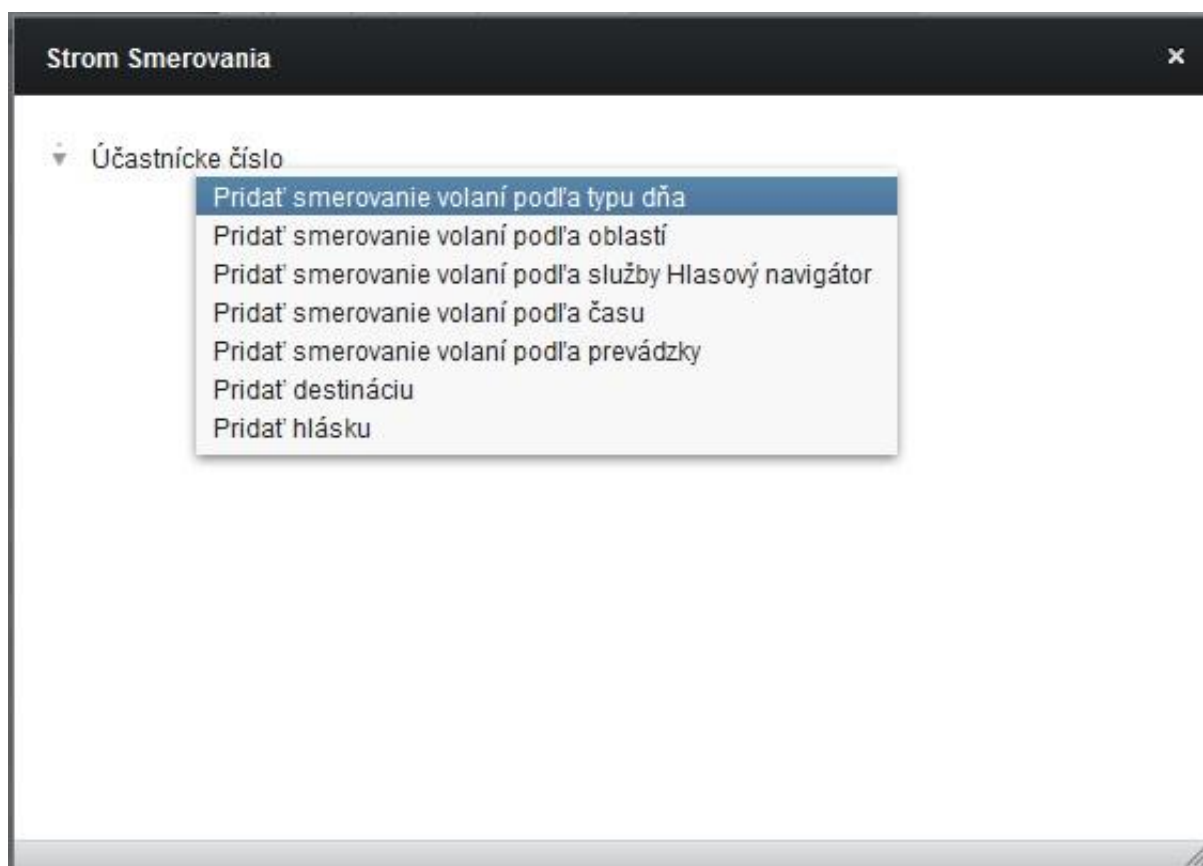 Strom Smerovania
Účastnícke číslo
Pridať smerovanie volaní podľa typu dňa
Pridať smerovanie volaní podľa oblastí
Pridať smerovanie volaní podľa služby Hlasový navigátor
Pridať smerovanie volaní podľa času
Pridať smerovanie volaní podľa prevádzky
Pridať destináciu
Pridať hlásku